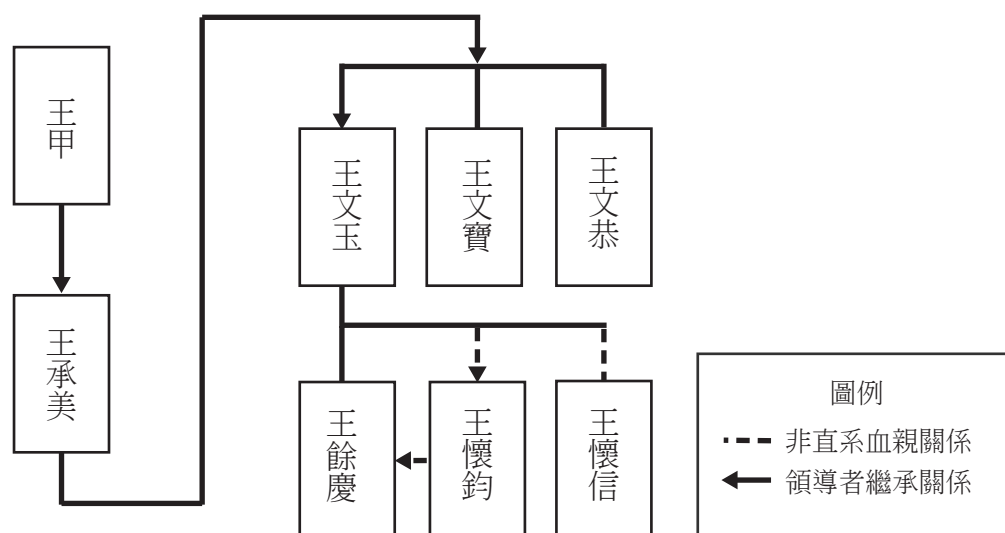 王甲
王承美
王文玉
王文寶
王文恭
王餘慶
王懷鈞
王懷信
圖例
非直系血親關係
領導者繼承關係